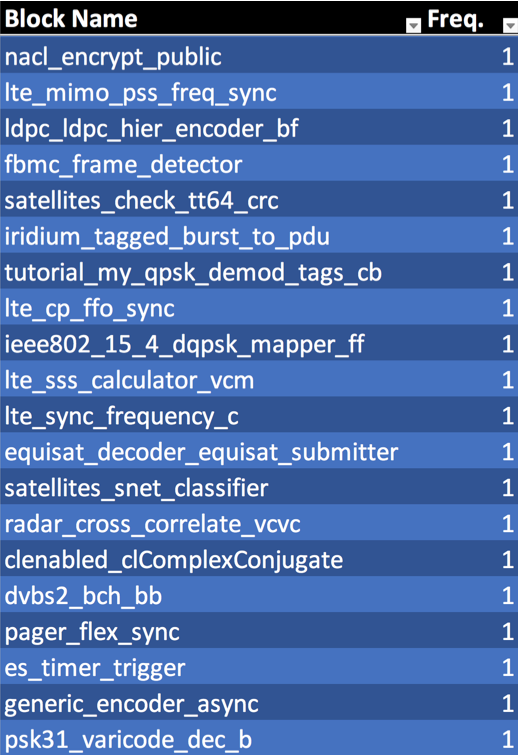 Block Name Freq.
nacl_encrypt_public 1
lte_mimo_pss_freq_sync 1
ldpc_ldpc_hier_encoder_bf 1
fbmc_frame_detector 1
satellites_check_tt64_crc 1
iridium_tagged_burst_to_pdu 1
tutorial_my_qpsk_demod_tags_cb 1
lte_cp_ffo_sync 1
ieee802_15_4_dqpsk_mapper_ff 1
lte_sss_calculator_vcm 1
lte_sync_frequency_c 1
equisat_decoder_equisat_submitter 1
satellites_snet_classifier 1
radar_cross_correlate_vcvc 1
clenabled_clComplexConjugate 1
dvbs2_bch_bb 1
pager_flex_sync 1
es_timer_trigger 1
generic_encoder_async 1
psk31_varicode_dec_b 1